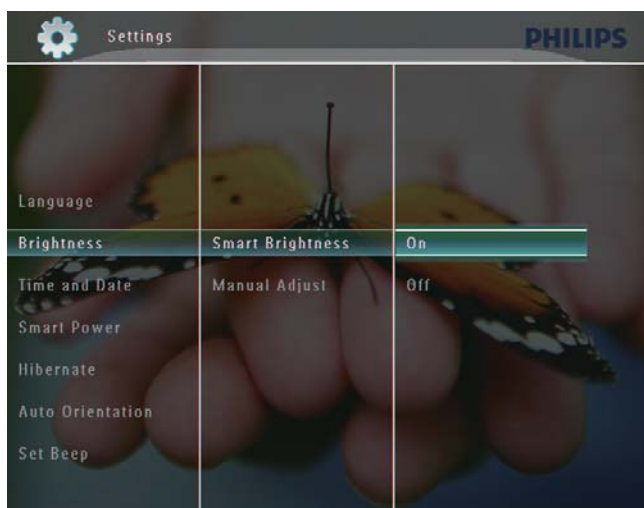 Settings
PHILIPS
Language
Brightness
Smart Brightness
On
Time and Date
Manual Adjust
Off
Smart Power
Hibernate
Auto Orientation
Set Beep